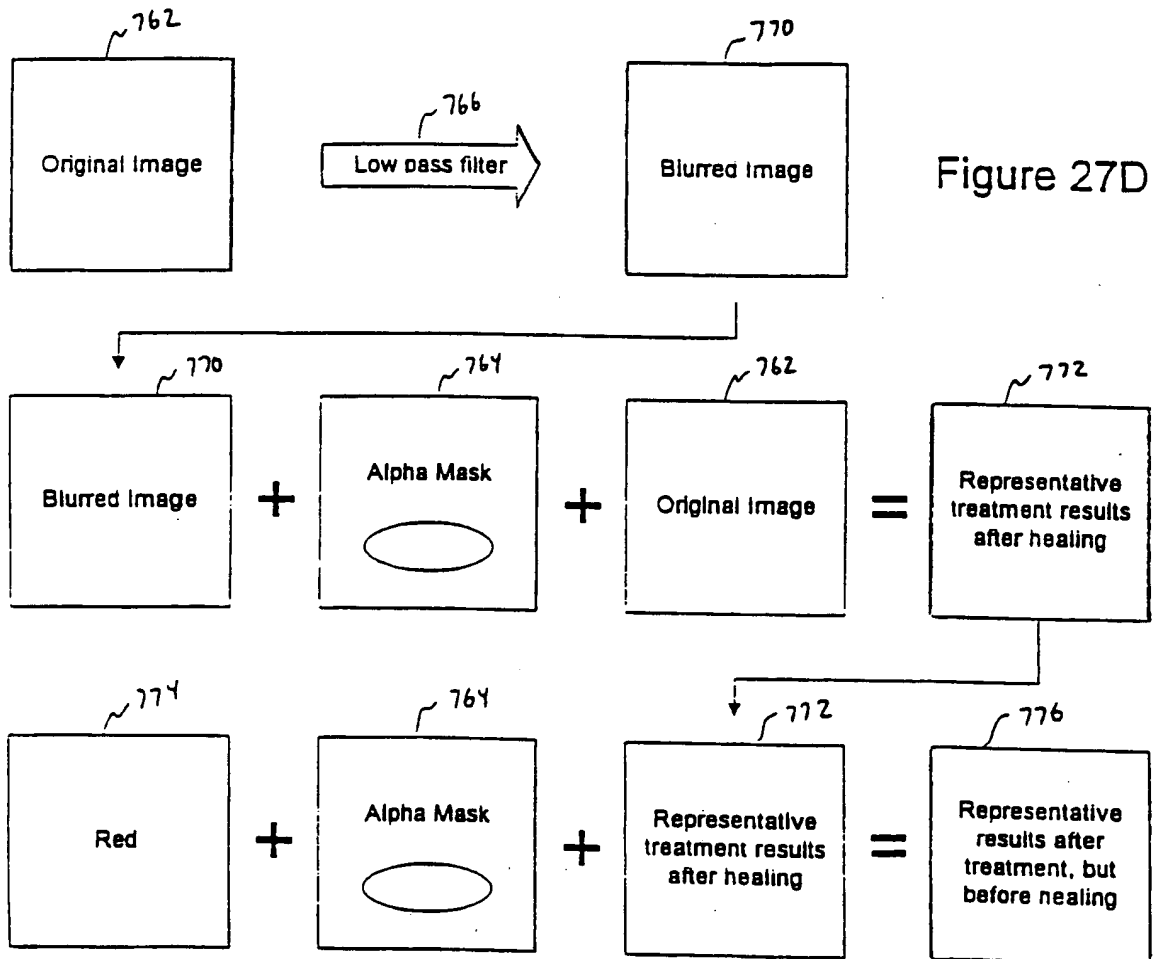 762
770
766
Original Image
Low pass filter
Blurred Image
Figure 27D
770
764
762
772
Blurred Image
+
Alpha Mask
+
Original Image
=
Representative
treatment results
after healing
774
764
772
776
Red
+
Alpha Mask
+
Representative
treatment results
after healing
=
Representative
results after
treatment, but
before nealing